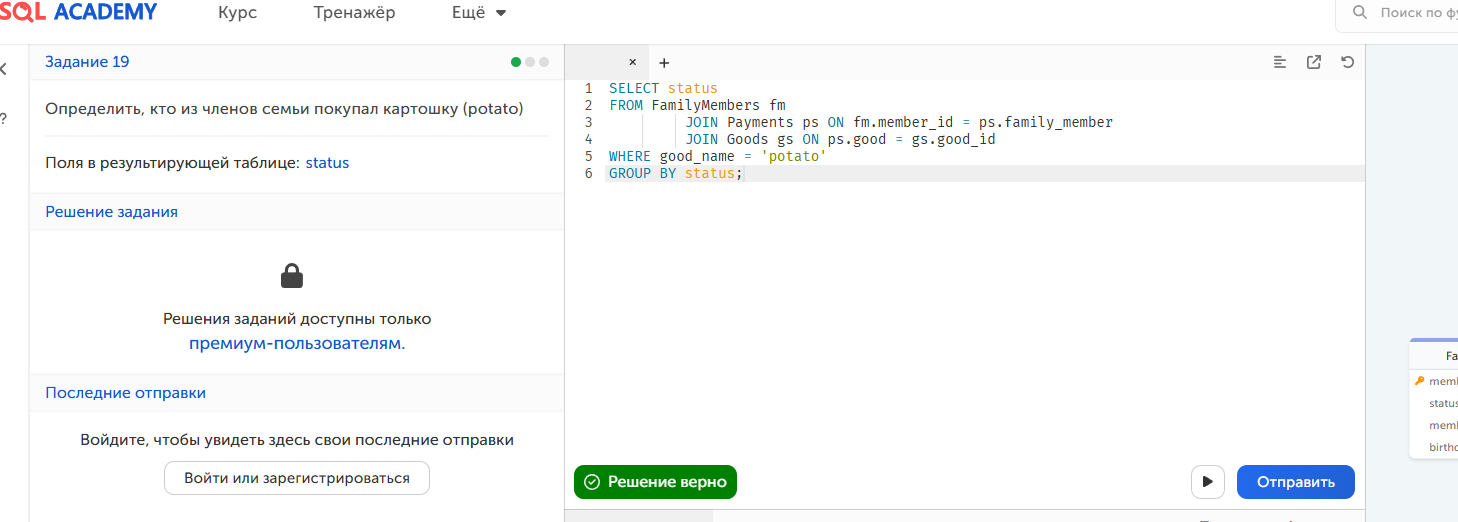 SQL ACADEMY Курс Тренажёр Ещё Поиск по
Задание 19
Определить, кто из членов семьи покупал картошку (potato)
Поля в результирующей таблице: status
Решение задания
Решения заданий доступны только
премиум-пользователям.
Последние отправки
Войдите, чтобы увидеть здесь свои последние отправки
Войти или зарегистрироваться
× +
1 SELECT status
2 FROM FamilyMembers fm
3 JOIN Payments ps ON fm.member_id = ps.family_member
4 JOIN Goods gs ON ps.good = gs.good_id
5 WHERE good_name = 'potato'
6 GROUP BY status;
Решение верно
Отправить
Fa
memb
status
memb
birthd